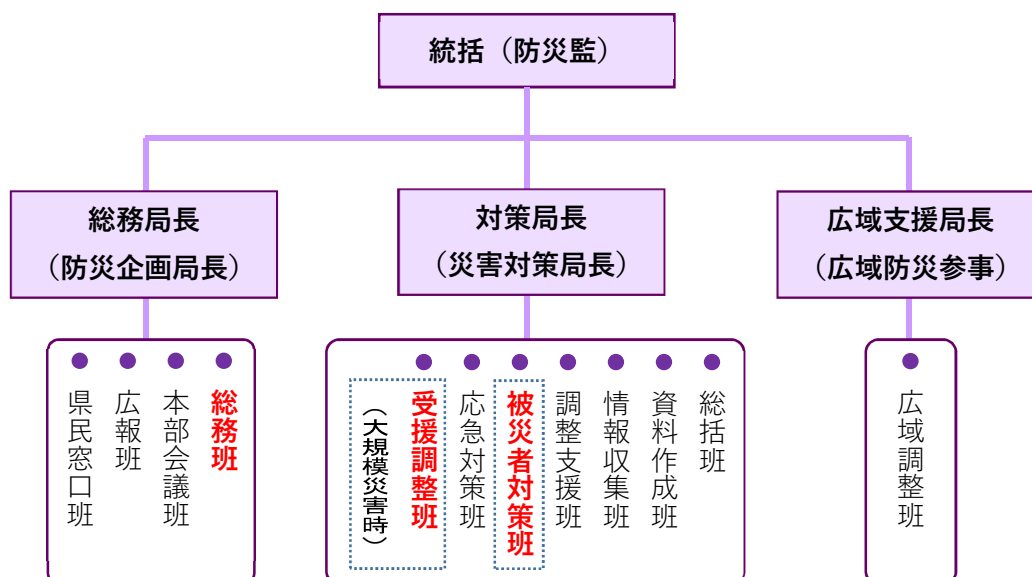 統括（防災監）
総務局長
（防災企画局長）
対策局長
（災害対策局長）
広域支援局長
（広域防災参事）
総務班
本部会議班
広報班
県民窓口班
総括班
資料作成班
情報収集班
調整支援班
被災者対策班
応急対策班
受援調整班
（大規模災害時）
広域調整班